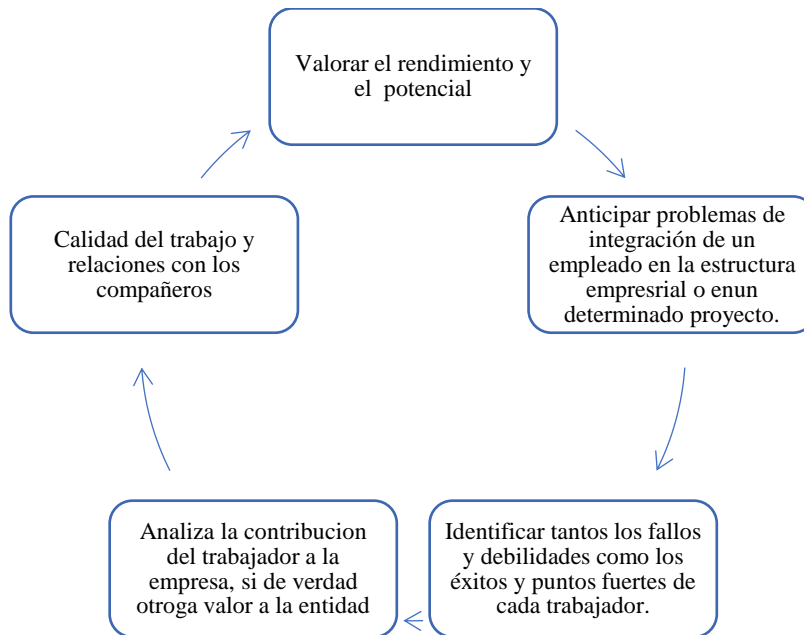 Valorar el rendimiento y
el potencial
Anticipar problemas de
integración de un
empleado en la estructura
empresrial o enun
determinado proyecto.
Identificar tantos los fallos
y debilidades como los
éxitos y puntos fuertes de
cada trabajador.
Analiza la contribucion
del trabajador a la
empresa, si de verdad
otroga valor a la entidad
Calidad del trabajo y
relaciones con los
compañeros